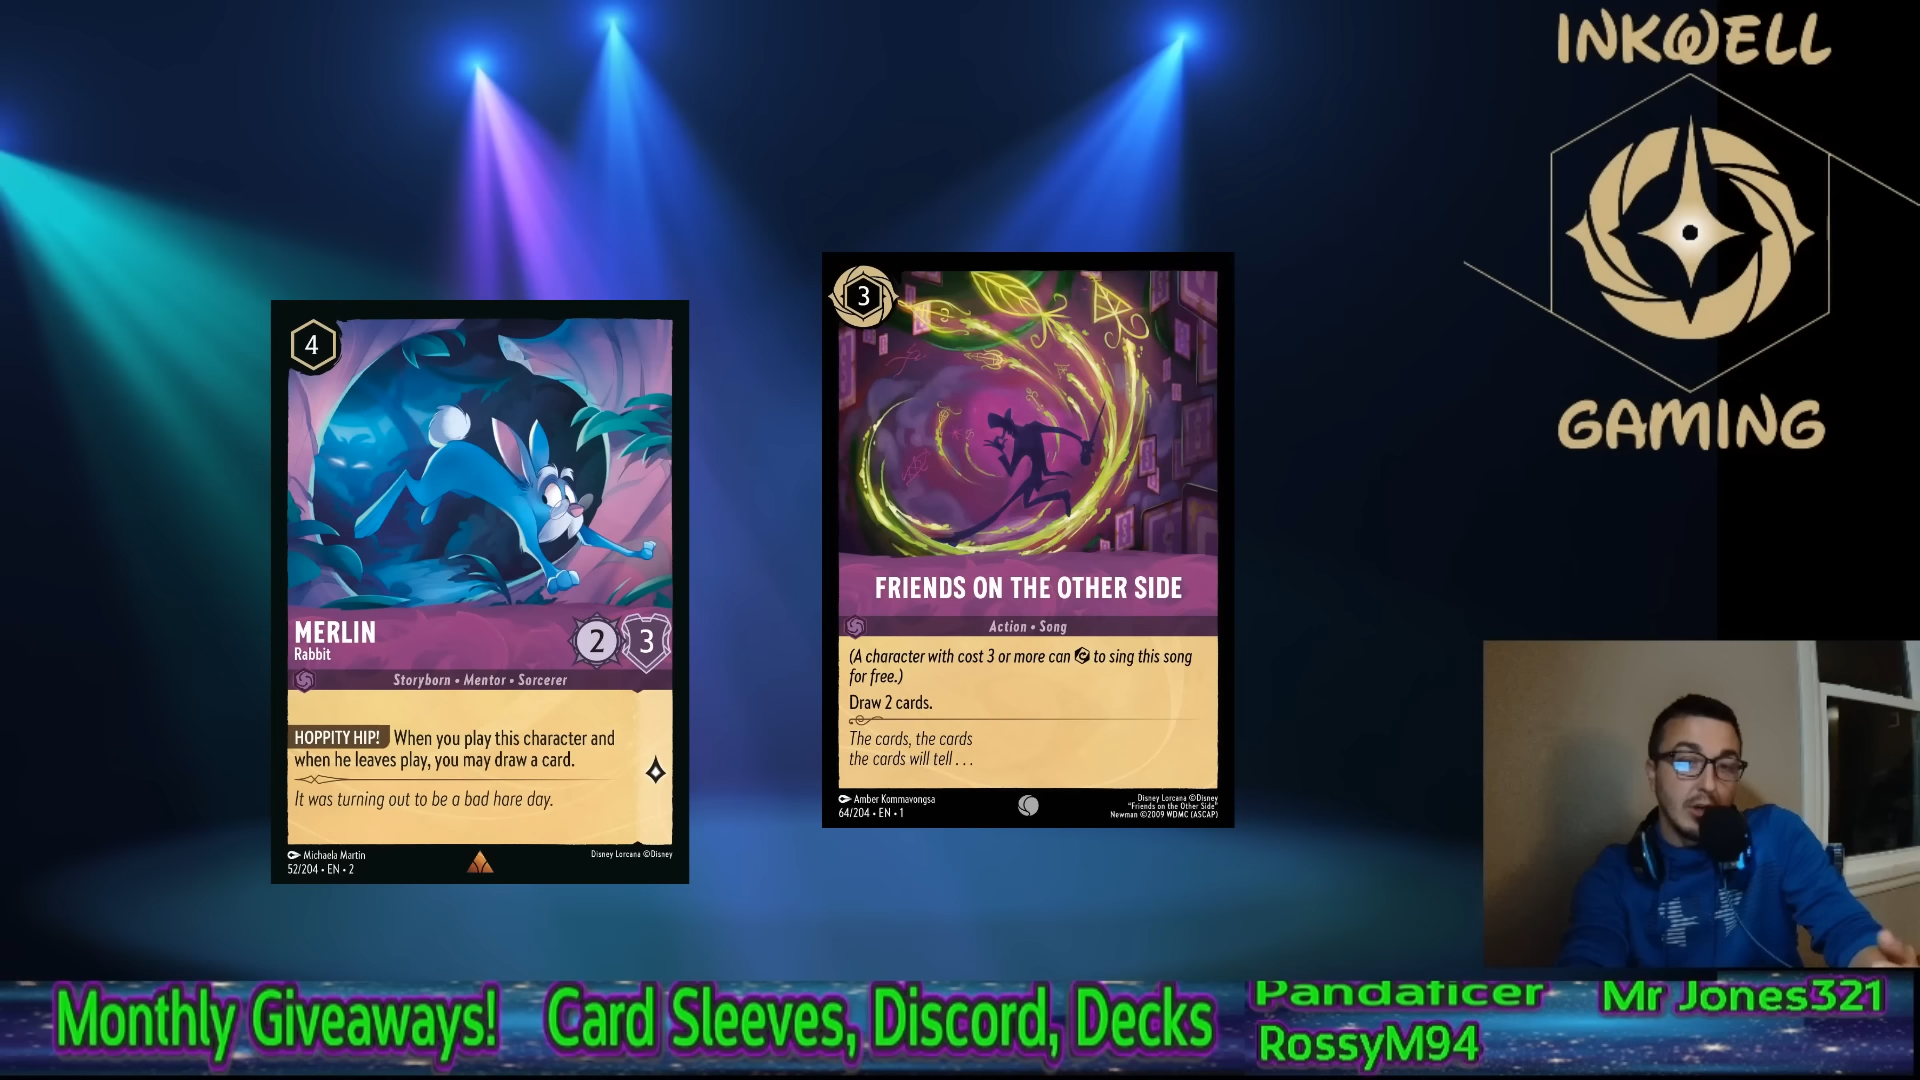 INKWELL
GAMING
4
MERLIN
Rabbit
2
3
Storyborn • Mentor • Sorcerer
HOPPITY HIP! When you play this character and
when he leaves play, you may draw a card.
It was turning out to be a bad hare day.
Michaela Martin
52/204 • EN • 2
Disney Lorcana ©Disney
3
FRIENDS ON THE OTHER SIDE
Action • Song
(A character with cost 3 or more can to sing this song
for free.)
Draw 2 cards.
The cards, the cards
the cards will tell . . .
Amber Kommavongsa
64/204 • EN • 1
Disney Lorcana ©Disney
"Friends on the Other Side"
Newman ©2009 WDMC (ASCAP)
Monthly Giveaways!
Card Sleeves, Discord, Decks
Pandaficer
Mr Jones321
RossyM94